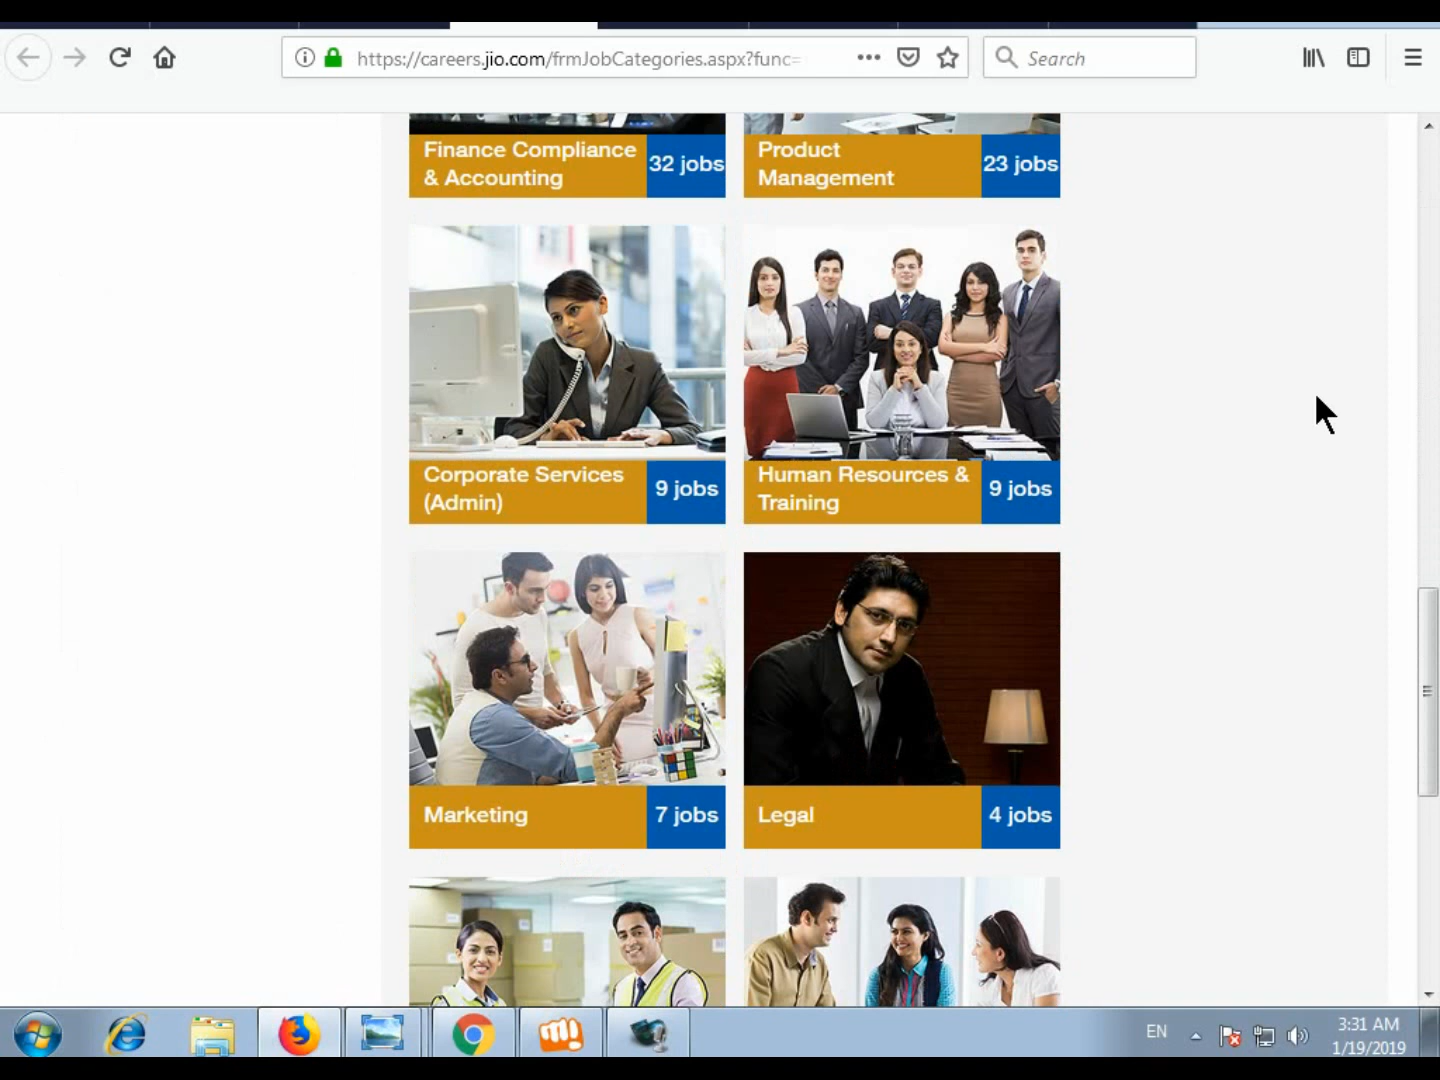 https://careers.jio.com/frmJobCategories.aspx?func=
Search
Finance Compliance
& Accounting
32 jobs
Product
Management
23 jobs
Corporate Services
(Admin)
9 jobs
Human Resources &
Training
9 jobs
Marketing
7 jobs
Legal
4 jobs
EN
3:31 AM
1/19/2019